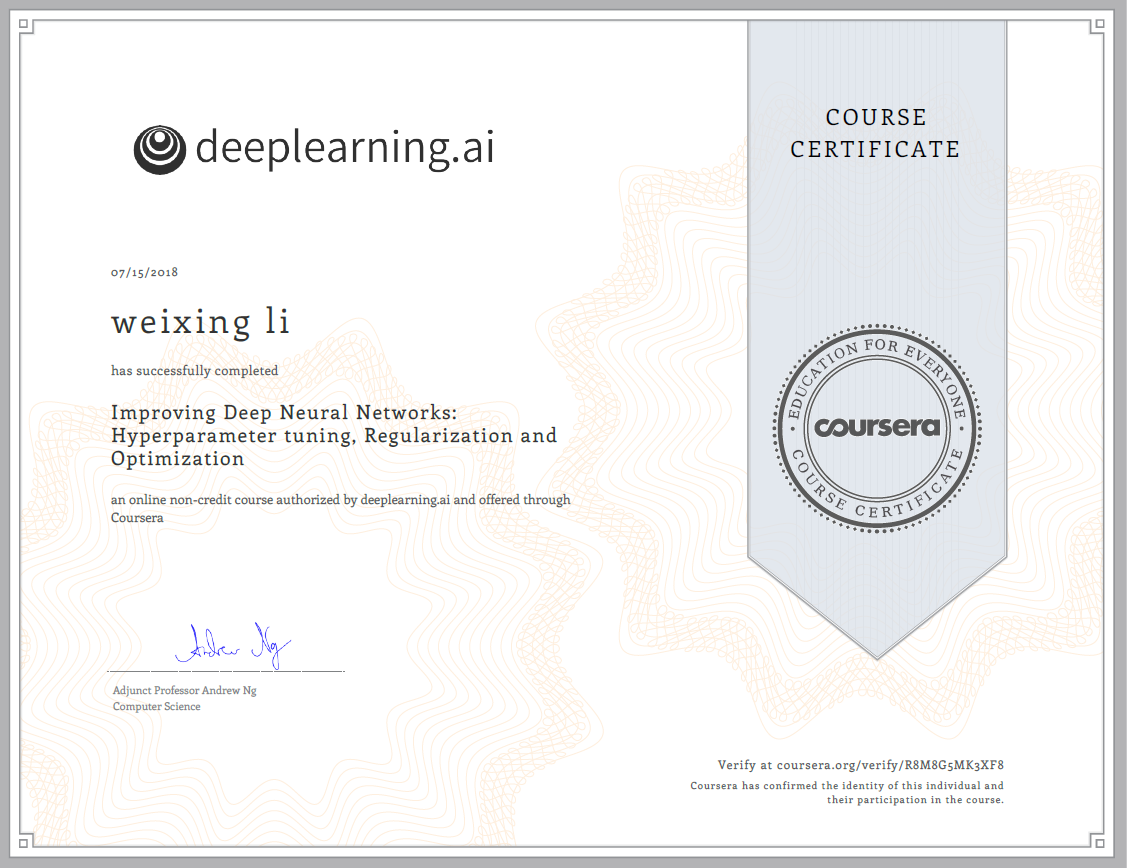 deeplearning.ai
COURSE
CERTIFICATE
07/15/2018
weixing li
has successfully completed
Improving Deep Neural Networks:
Hyperparameter tuning, Regularization and
Optimization
an online non-credit course authorized by deeplearning.ai and offered through
Coursera
EDUCATION FOR EVERYONE
coursera
COURSE CERTIFICATE
Andrew Ng
Adjunct Professor Andrew Ng
Computer Science
Verify at coursera.org/verify/R8M8G5MK3XF8
Coursera has confirmed the identity of this individual and
their participation in the course.